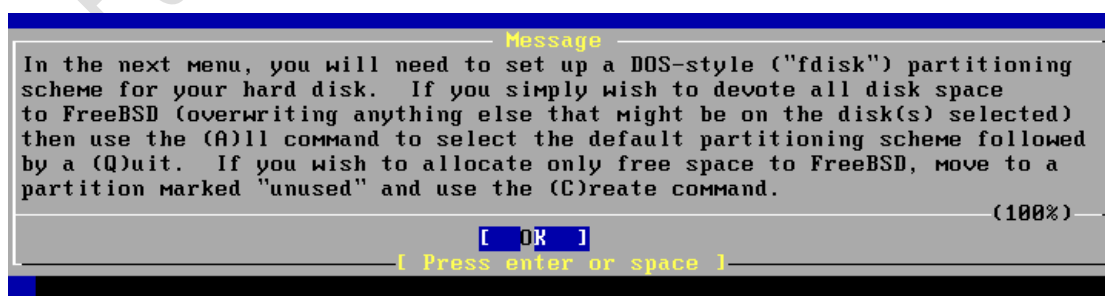 Message
In the next menu, you will need to set up a DOS-style ("fdisk") partitioning
scheme for your hard disk.  If you simply wish to devote all disk space
to FreeBSD (overwriting anything else that might be on the disk(s) selected)
then use the (A)ll command to select the default partitioning scheme followed
by a (Q)uit.  If you wish to allocate only free space to FreeBSD, move to a
partition marked "unused" and use the (C)reate command.
(100%)
[ OK ]
[ Press enter or space ]